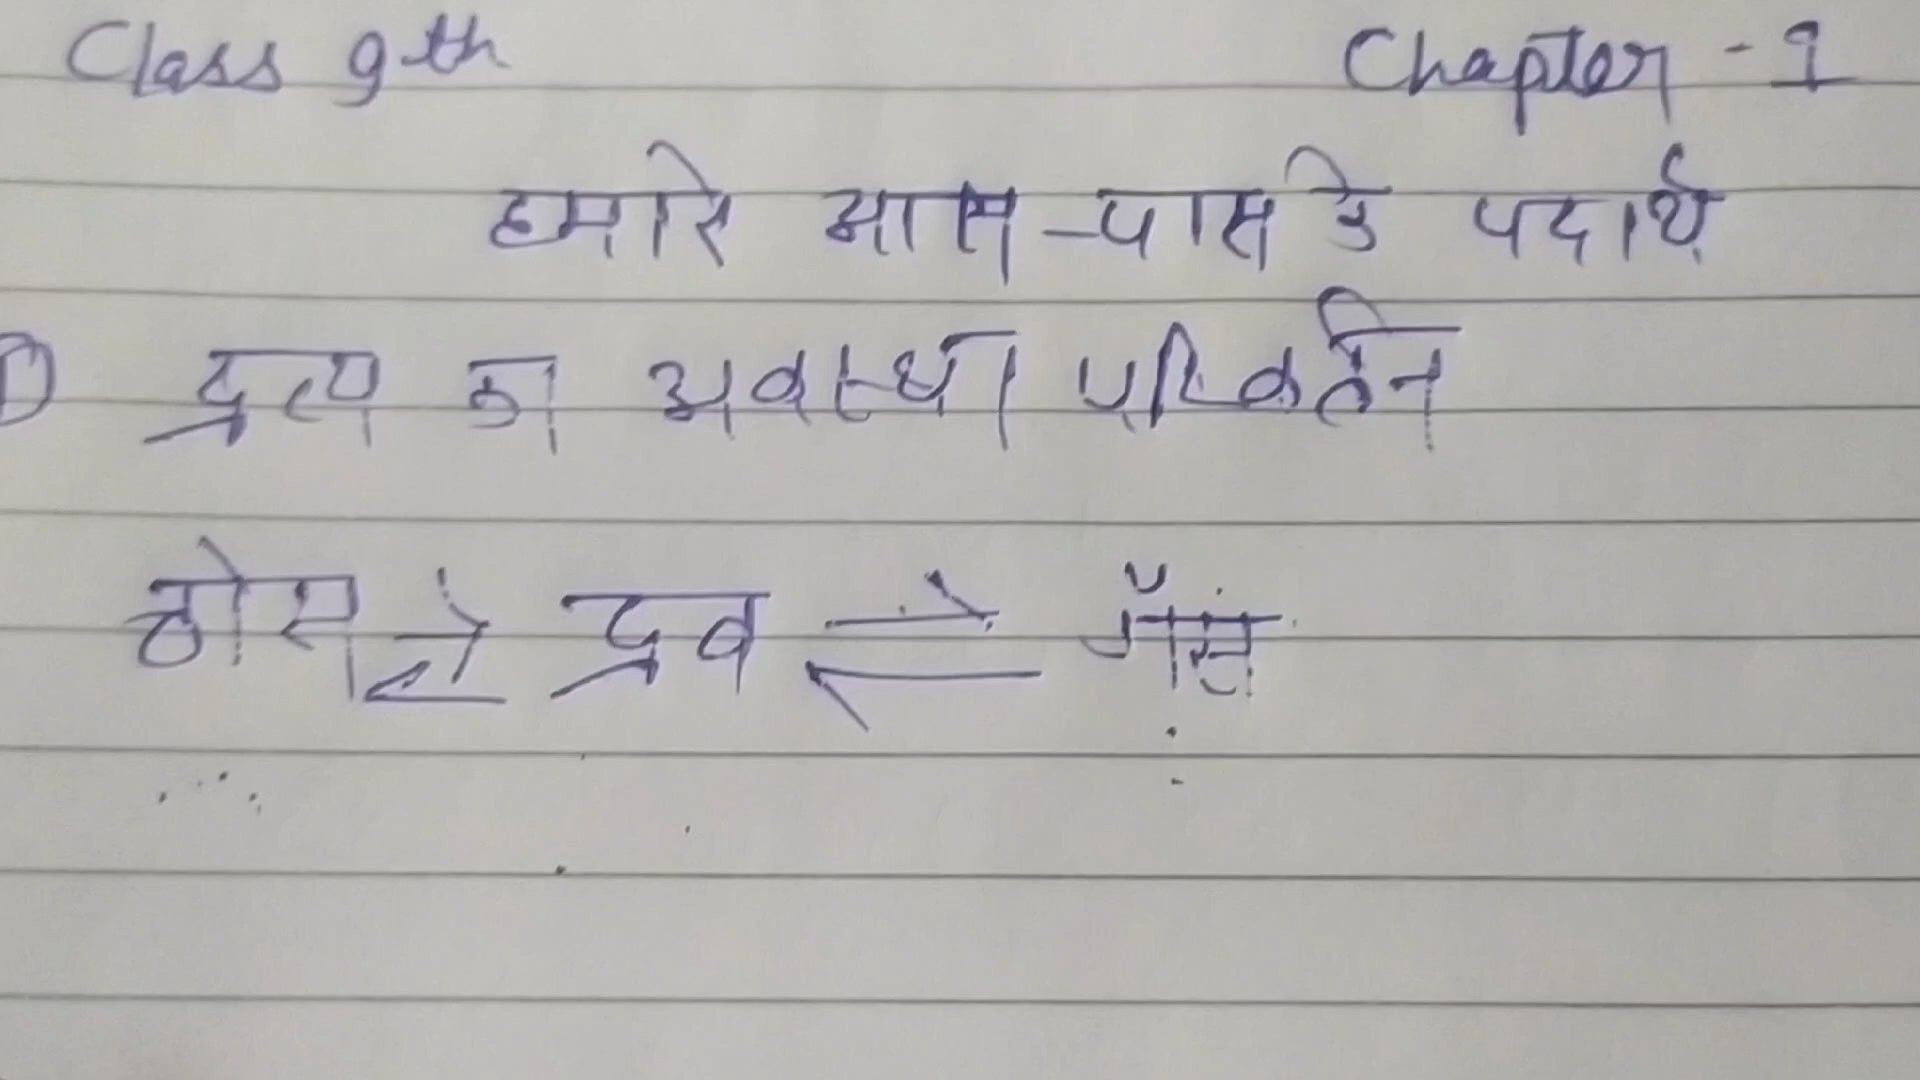 Class 9th Chapter - 1
हमारे आस-पास के पदार्थ
① द्रव्य का अवस्था परिवर्तन
ठोस ⇌ द्रव ⇌ गैस